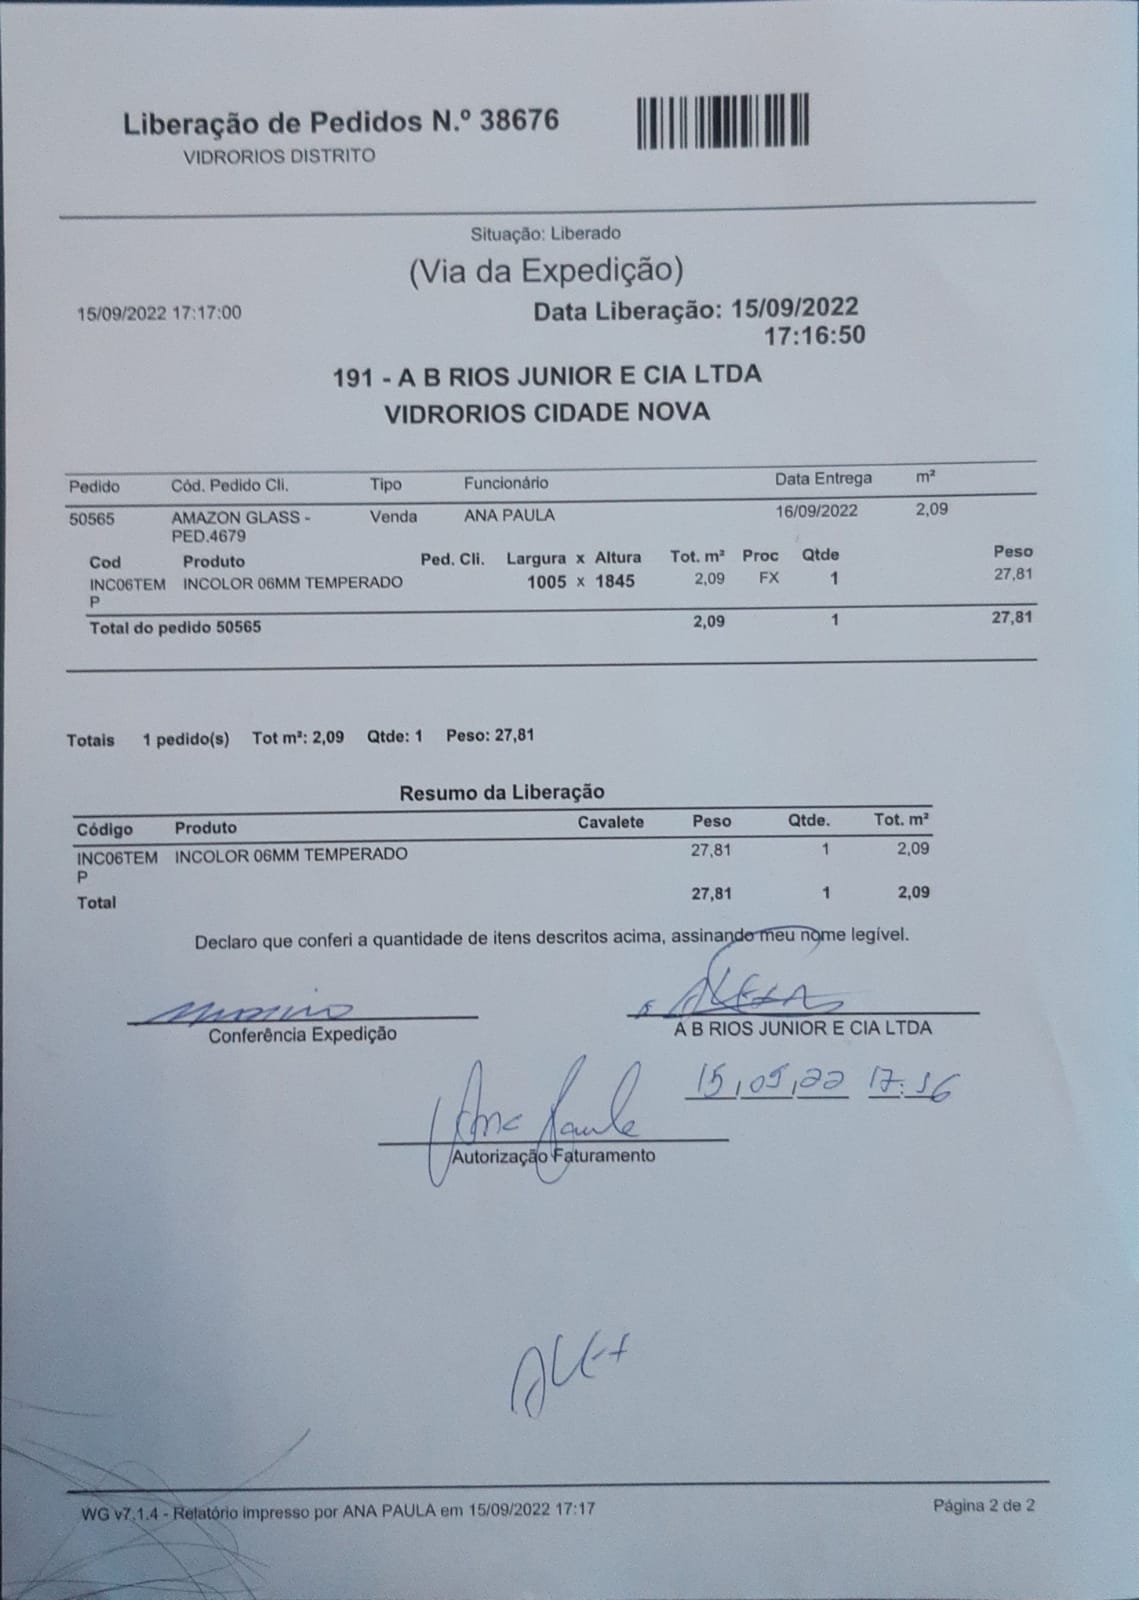 Liberação de Pedidos N.º 38676
VIDRORIOS DISTRITO
Situação: Liberado
(Via da Expedição)
15/09/2022 17:17:00 Data Liberação: 15/09/2022
17:16:50
191 - A B RIOS JUNIOR E CIA LTDA
VIDRORIOS CIDADE NOVA
Pedido Cód. Pedido Cli. Tipo Funcionário Data Entrega m²
50565 AMAZON GLASS - Venda ANA PAULA 16/09/2022 2,09
PED.4679
Cod Produto Ped. Cli. Largura x Altura Tot. m² Proc Qtde Peso
INC06TEM INCOLOR 06MM TEMPERADO 1005 x 1845 2,09 FX 1 27,81
P
Total do pedido 50565 2,09 1 27,81
Totais 1 pedido(s) Tot m²: 2,09 Qtde: 1 Peso: 27,81
Resumo da Liberação
Código Produto Cavalete Peso Qtde. Tot. m²
INC06TEM INCOLOR 06MM TEMPERADO 27,81 1 2,09
P
Total 27,81 1 2,09
Declaro que conferi a quantidade de itens descritos acima, assinando meu nome legível.
Conferência Expedição A B RIOS JUNIOR E CIA LTDA
15,09,22 17:16
Ana Paula
Autorização Faturamento
WG v7.1.4 - Relatório impresso por ANA PAULA em 15/09/2022 17:17 Página 2 de 2